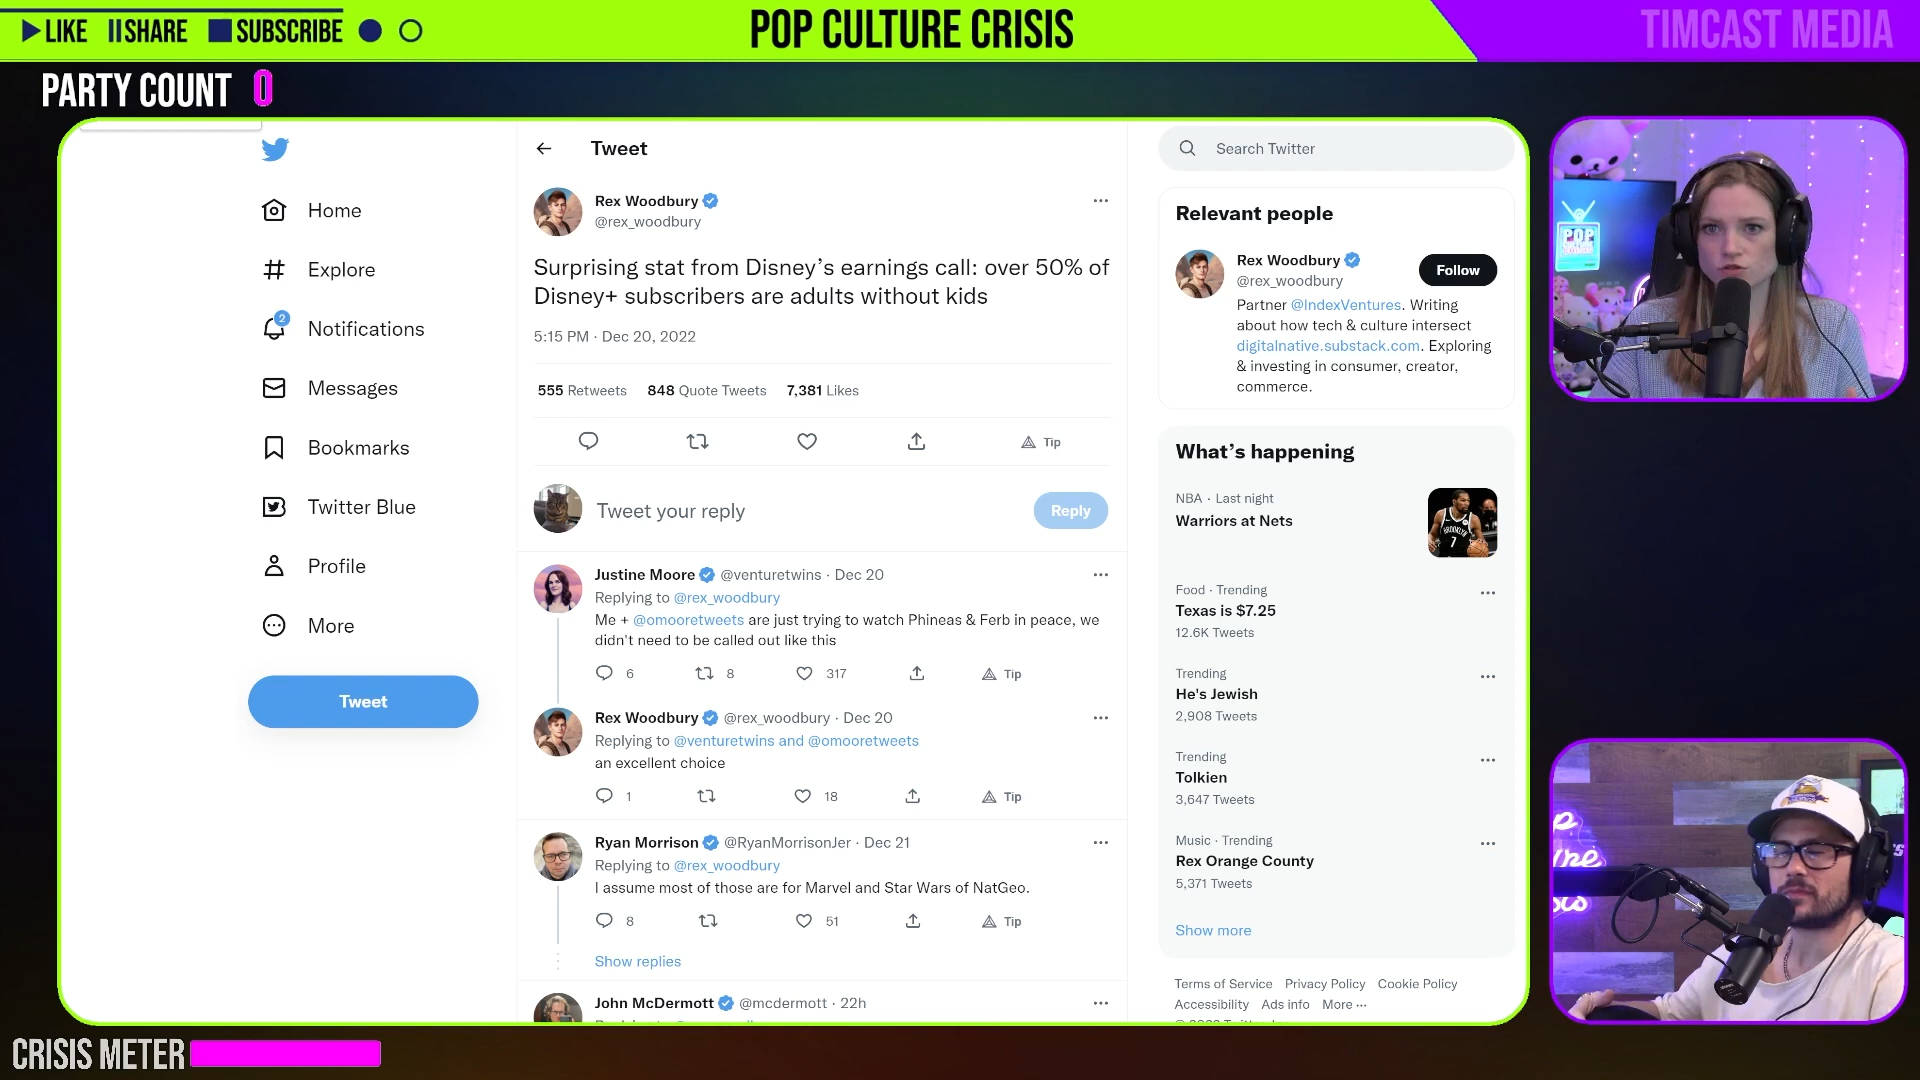 LIKE SHARE SUBSCRIBE
POP CULTURE CRISIS
TIMCAST MEDIA
PARTY COUNT 0
Home
Explore
2
Notifications
Messages
Bookmarks
Twitter Blue
Profile
More
Tweet
Tweet
Rex Woodbury
@rex_woodbury
Surprising stat from Disney’s earnings call: over 50% of
Disney+ subscribers are adults without kids
5:15 PM · Dec 20, 2022
555 Retweets 848 Quote Tweets 7,381 Likes
Tip
Tweet your reply
Reply
Justine Moore @venturetwins · Dec 20
Replying to @rex_woodbury
Me + @omooretweets are just trying to watch Phineas & Ferb in peace, we
didn't need to be called out like this
6 8 317 Tip
Rex Woodbury @rex_woodbury · Dec 20
Replying to @venturetwins and @omooretweets
an excellent choice
1 18 Tip
Ryan Morrison @RyanMorrisonJer · Dec 21
Replying to @rex_woodbury
I assume most of those are for Marvel and Star Wars of NatGeo.
8 51 Tip
Show replies
John McDermott @mcdermott · 22h
Search Twitter
Relevant people
Rex Woodbury
@rex_woodbury
Follow
Partner @IndexVentures. Writing
about how tech & culture intersect
digitalnative.substack.com. Exploring
& investing in consumer, creator,
commerce.
What’s happening
NBA · Last night
Warriors at Nets
BROOKLYN
7
Food · Trending
Texas is $7.25
12.6K Tweets
Trending
He's Jewish
2,908 Tweets
Trending
Tolkien
3,647 Tweets
Music · Trending
Rex Orange County
5,371 Tweets
Show more
Terms of Service Privacy Policy Cookie Policy
Accessibility Ads info More ···
POP
CRISIS METER